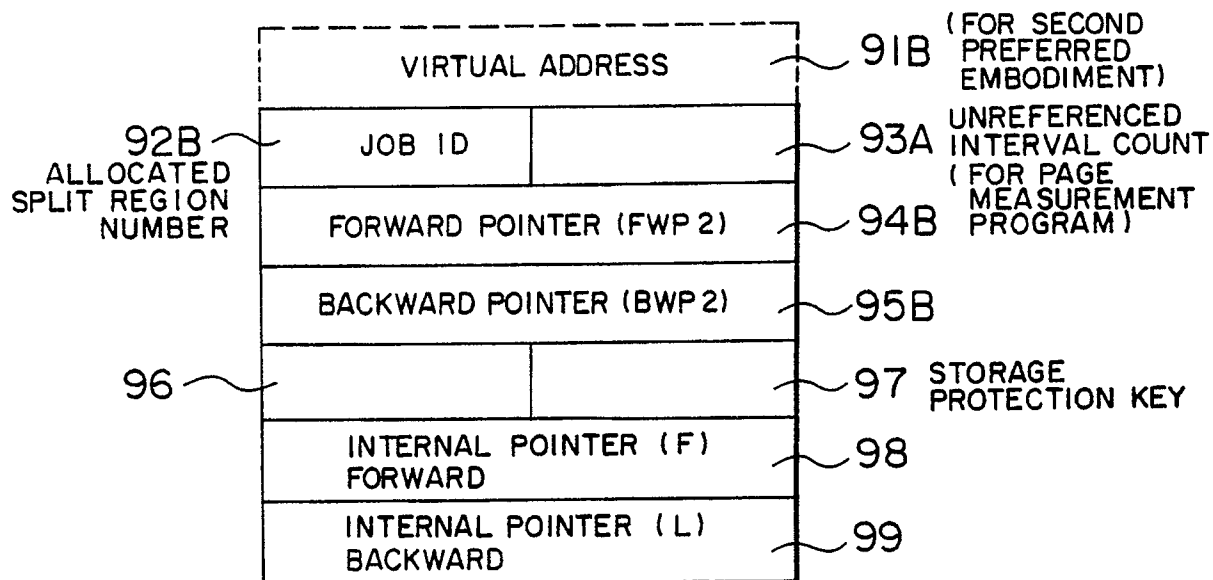 VIRTUAL ADDRESS
91B
(FOR SECOND
PREFERRED
EMBODIMENT)
92B
ALLOCATED
SPLIT REGION
NUMBER
JOB ID
93A
UNREFERENCED
INTERVAL COUNT
(FOR PAGE
MEASUREMENT
PROGRAM)
FORWARD POINTER (FWP 2)
94B
BACKWARD POINTER (BWP 2)
95B
96
97
STORAGE
PROTECTION KEY
INTERNAL POINTER (F)
FORWARD
98
INTERNAL POINTER (L)
BACKWARD
99